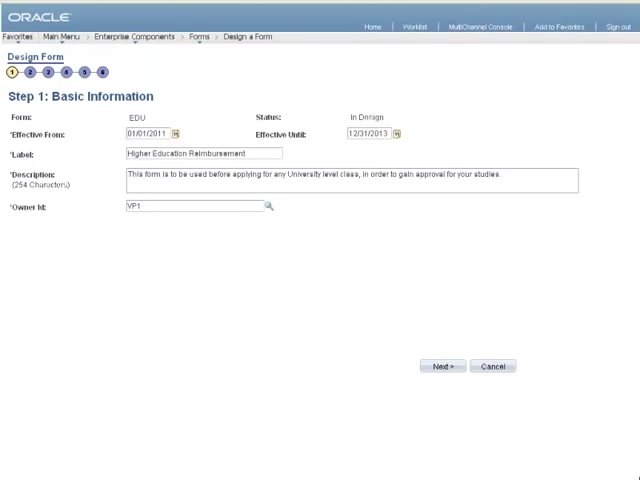 ORACLE
Home | Worklist | MultiChannel Console | Add to Favorites | Sign out
Favorites Main Menu > Enterprise Components > Forms > Design a Form
Design Form
1 2 3 4 5 6
Step 1: Basic Information
Form: EDU Status: In Design
*Effective From: 01/01/2011 Effective Until: 12/31/2013
*Label: Higher Education Reimbursement
*Description: This form is to be used before applying for any University level class, in order to gain approval for your studies.
(254 Characters)
*Owner Id: VP1
Next > Cancel